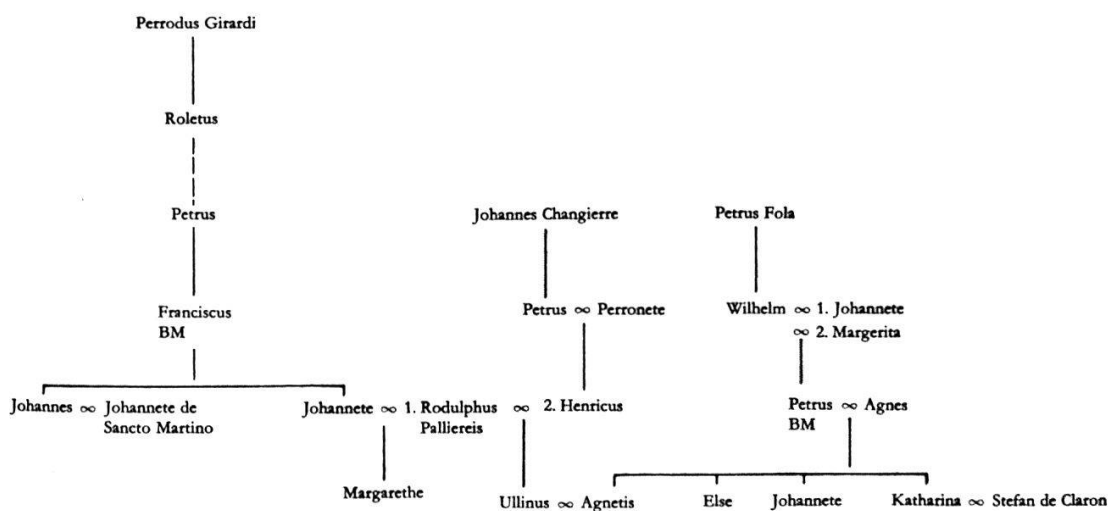 Perrodus Girardi
Roletus
Petrus
Johannes Changierre
Petrus Fola
Franciscus
BM
Petrus ∞ Perronete
Wilhelm ∞ 1. Johannete
∞ 2. Margerita
Johannes ∞ Johannete de
Sancto Martino
Johannete ∞ 1. Rodulphus ∞ 2. Henricus
Palliereis
Petrus ∞ Agnes
BM
Margarethe
Ullinus ∞ Agnetis
Else
Johannete
Katharina ∞ Stefan de Claron